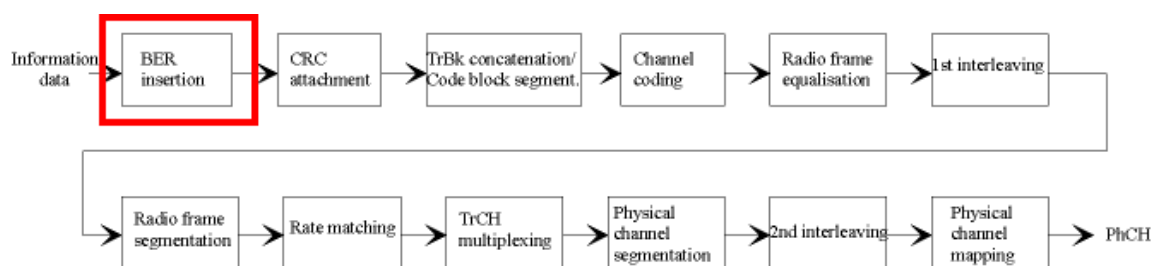 Information
data
BER
insertion
CRC
attachment
TrBk concatenation/
Code block segment.
Channel
coding
Radio frame
equalisation
1st interleaving
Radio frame
segmentation
Rate matching
TrCH
multiplexing
Physical
channel
segmentation
2nd interleaving
Physical
channel
mapping
PhCH